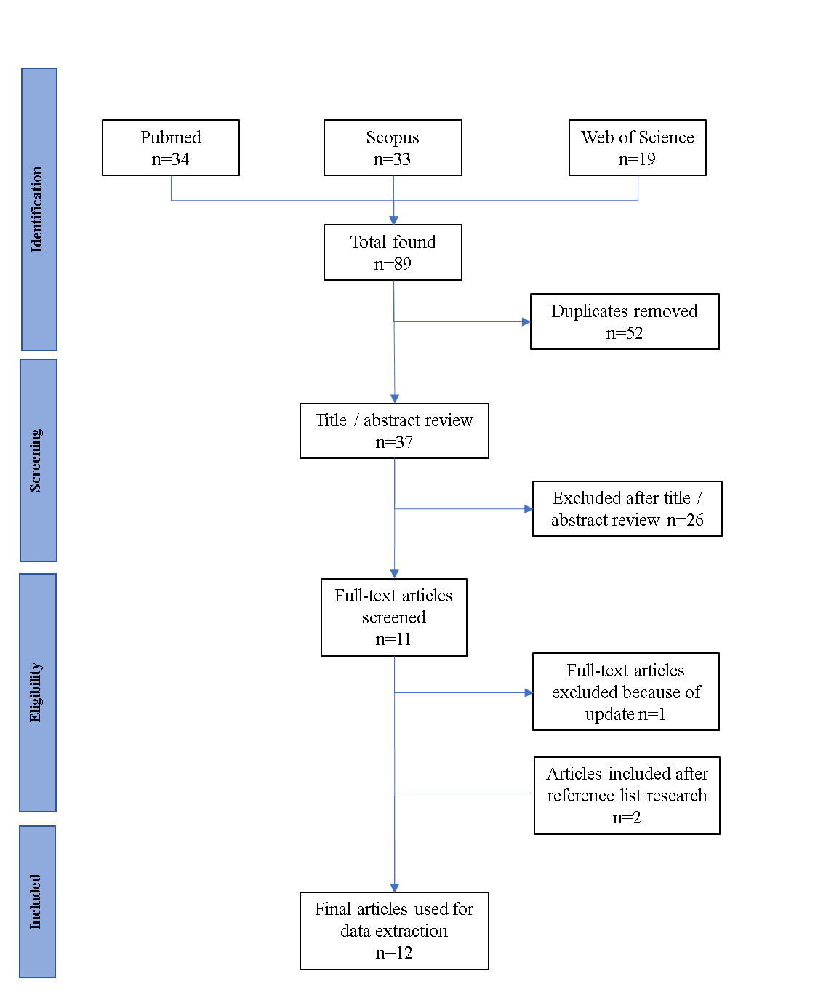 Identification
Pubmed
n=34
Scopus
n=33
Web of Science
n=19
Total found
n=89
Duplicates removed
n=52
Screening
Title / abstract review
n=37
Excluded after title /
abstract review n=26
Eligibility
Full-text articles
screened
n=11
Full-text articles
excluded because of
update n=1
Articles included after
reference list research
n=2
Included
Final articles used for
data extraction
n=12